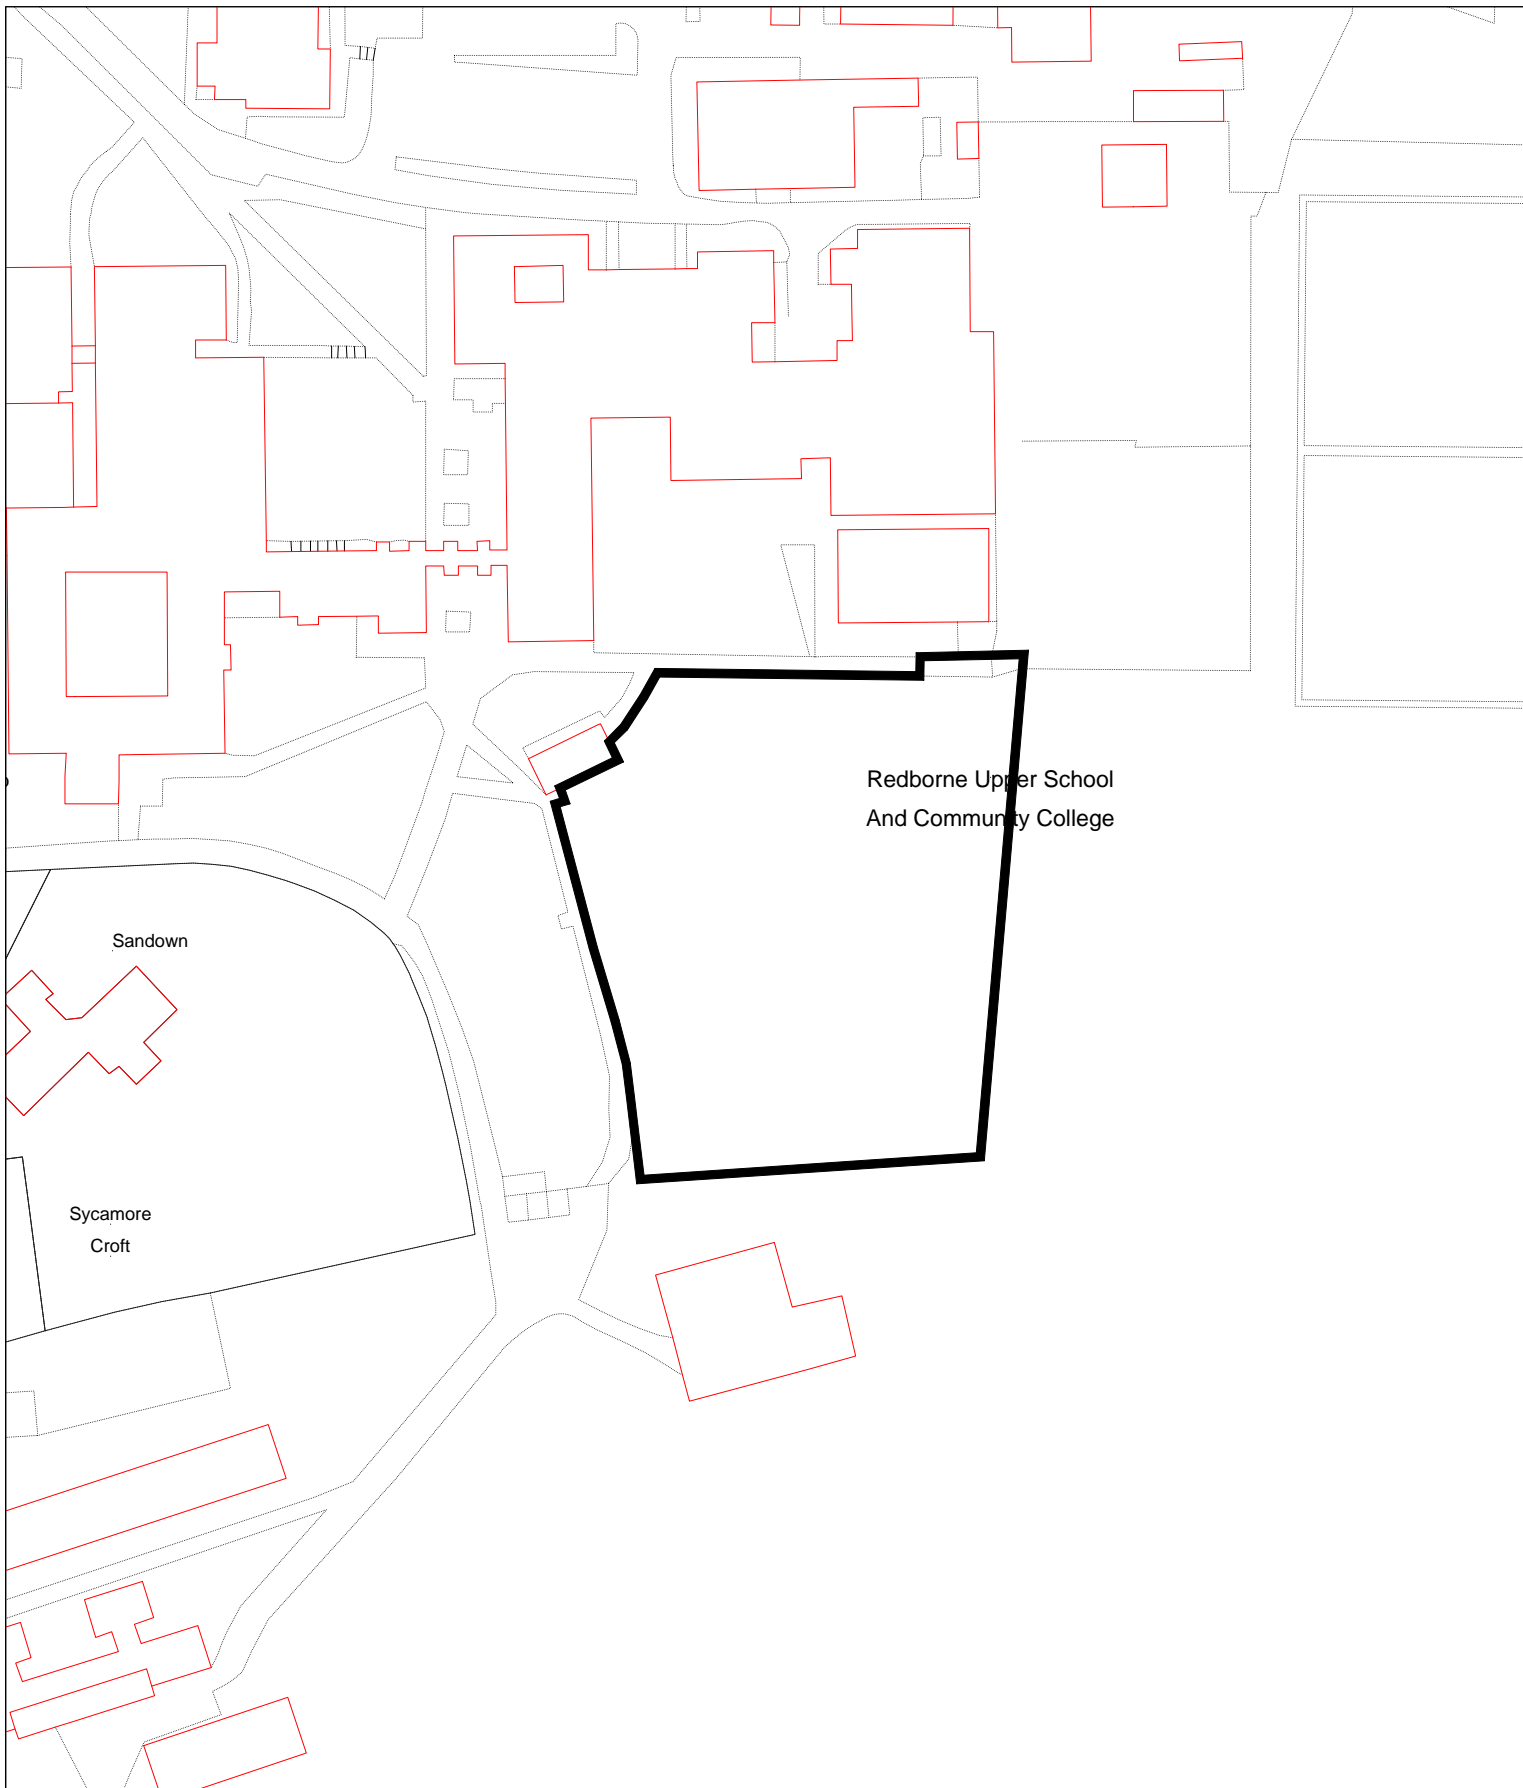 Redborne Upper School
And Community College
Sandown
Sycamore
Croft